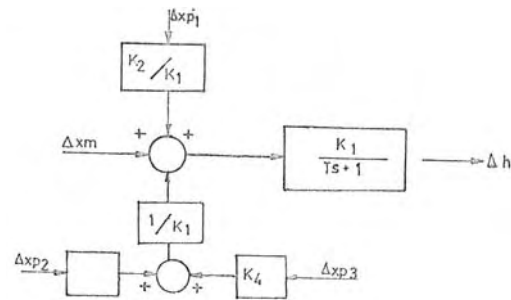 Δxp1
K2/K1
+ +
Δxm
K1
Ts+1
Δh
1/K1
Δxp2
K4
Δxp3
+ +